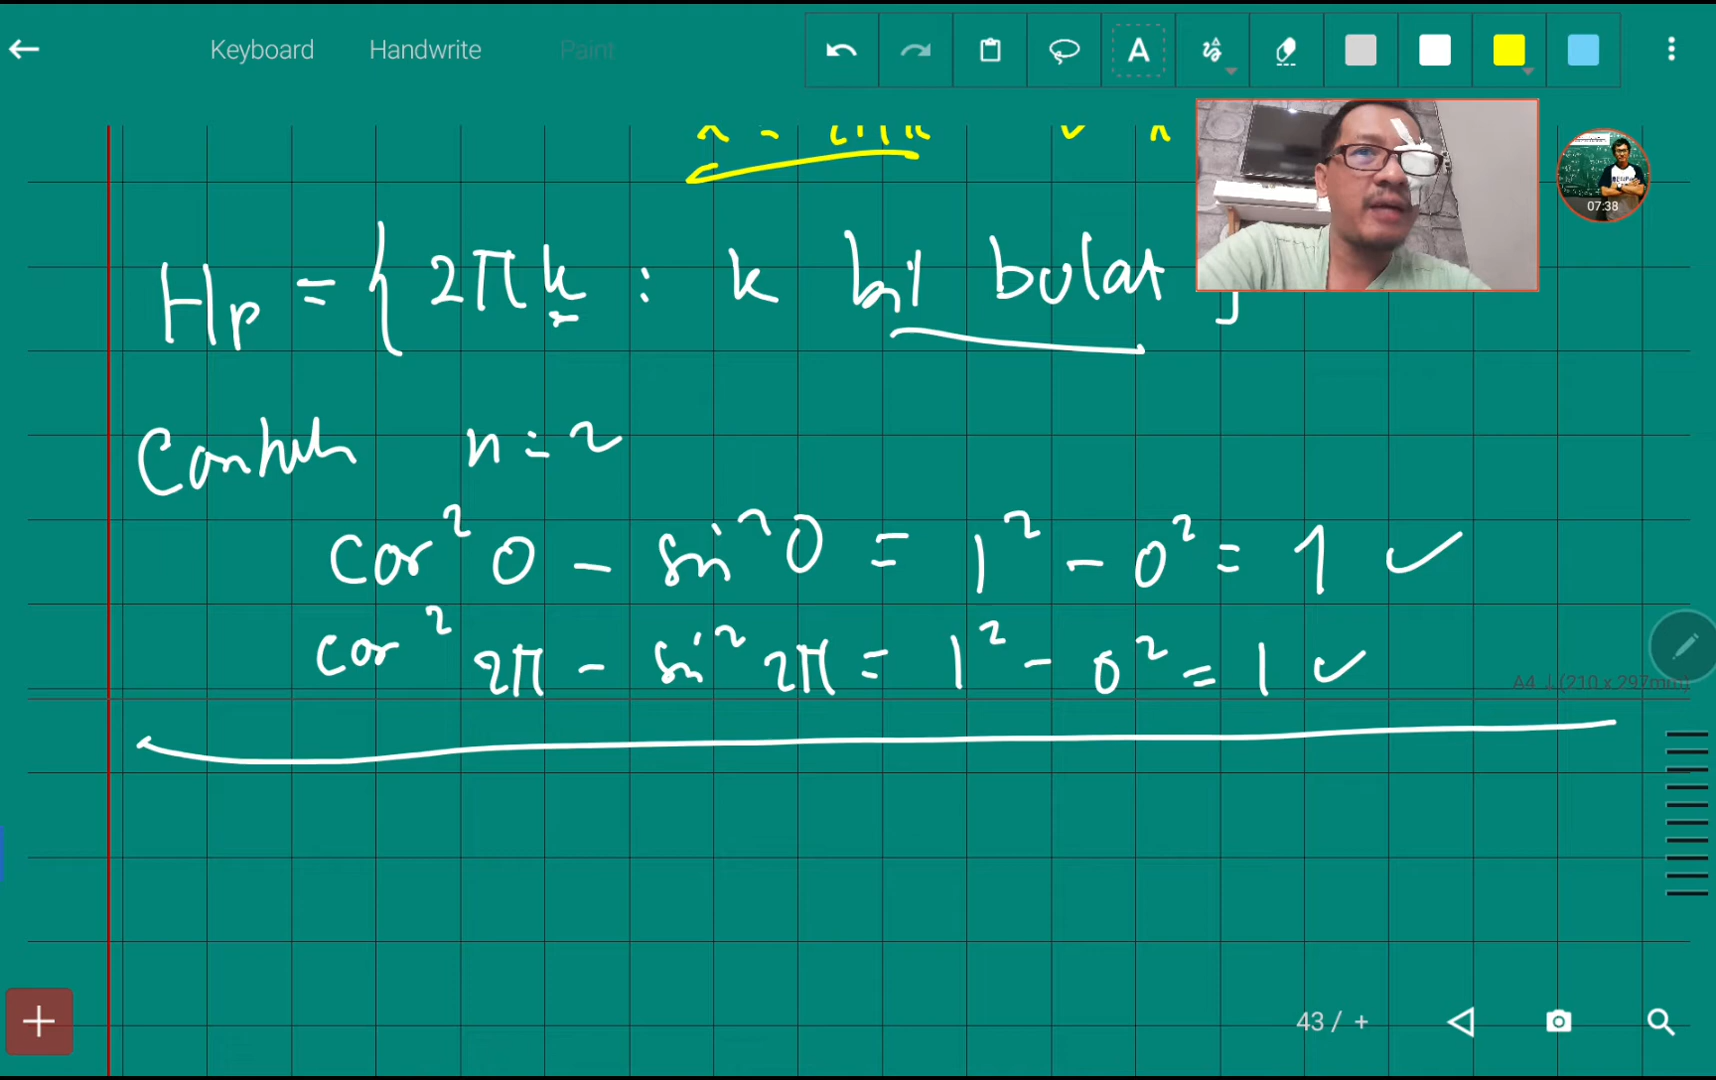 Keyboard Handwrite Paint A
07:38
Hp = { 2πk : k bil bulat }
Contoh n = 2
cos² 0 - sin² 0 = 1² - 0² = 1 ✓
cos² 2π - sin² 2π = 1² - 0² = 1 ✓
A4 ↓ (210 x 297mm)
43 / +